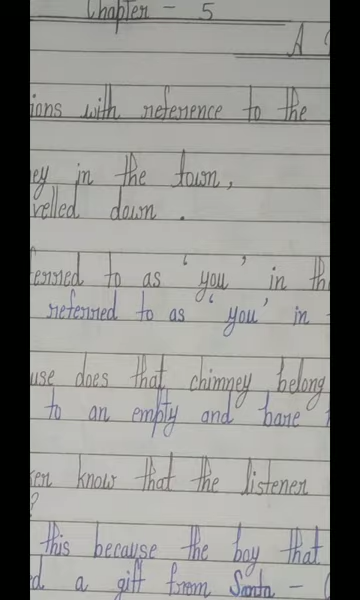 Chapter - 5
A
ions with reference to the
ey in the town,
velled down .
erred to as 'you' in th
referred to as 'you' in
use does that chimney belong
to an empty and bare
ker know that the listener
?
this because the boy that
d a gift from Santa -